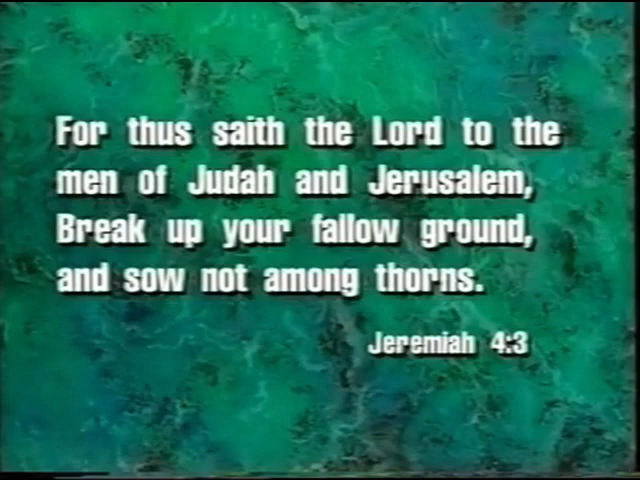 For thus saith the Lord to the
men of Judah and Jerusalem,
Break up your fallow ground,
and sow not among thorns.
Jeremiah 4:3